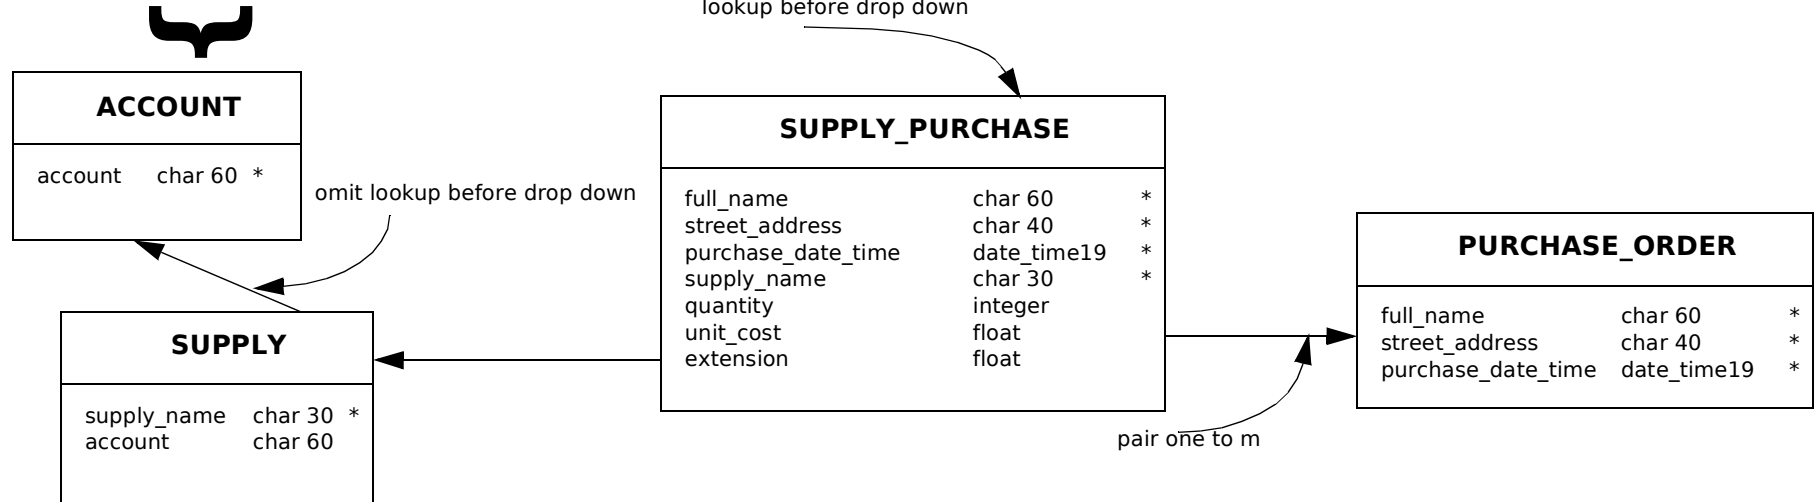 lookup before drop down
ACCOUNT
account char 60 *
omit lookup before drop down
SUPPLY
supply_name char 30 *
account char 60
SUPPLY_PURCHASE
full_name char 60 *
street_address char 40 *
purchase_date_time date_time19 *
supply_name char 30 *
quantity integer
unit_cost float
extension float
pair one to m
PURCHASE_ORDER
full_name char 60 *
street_address char 40 *
purchase_date_time date_time19 *